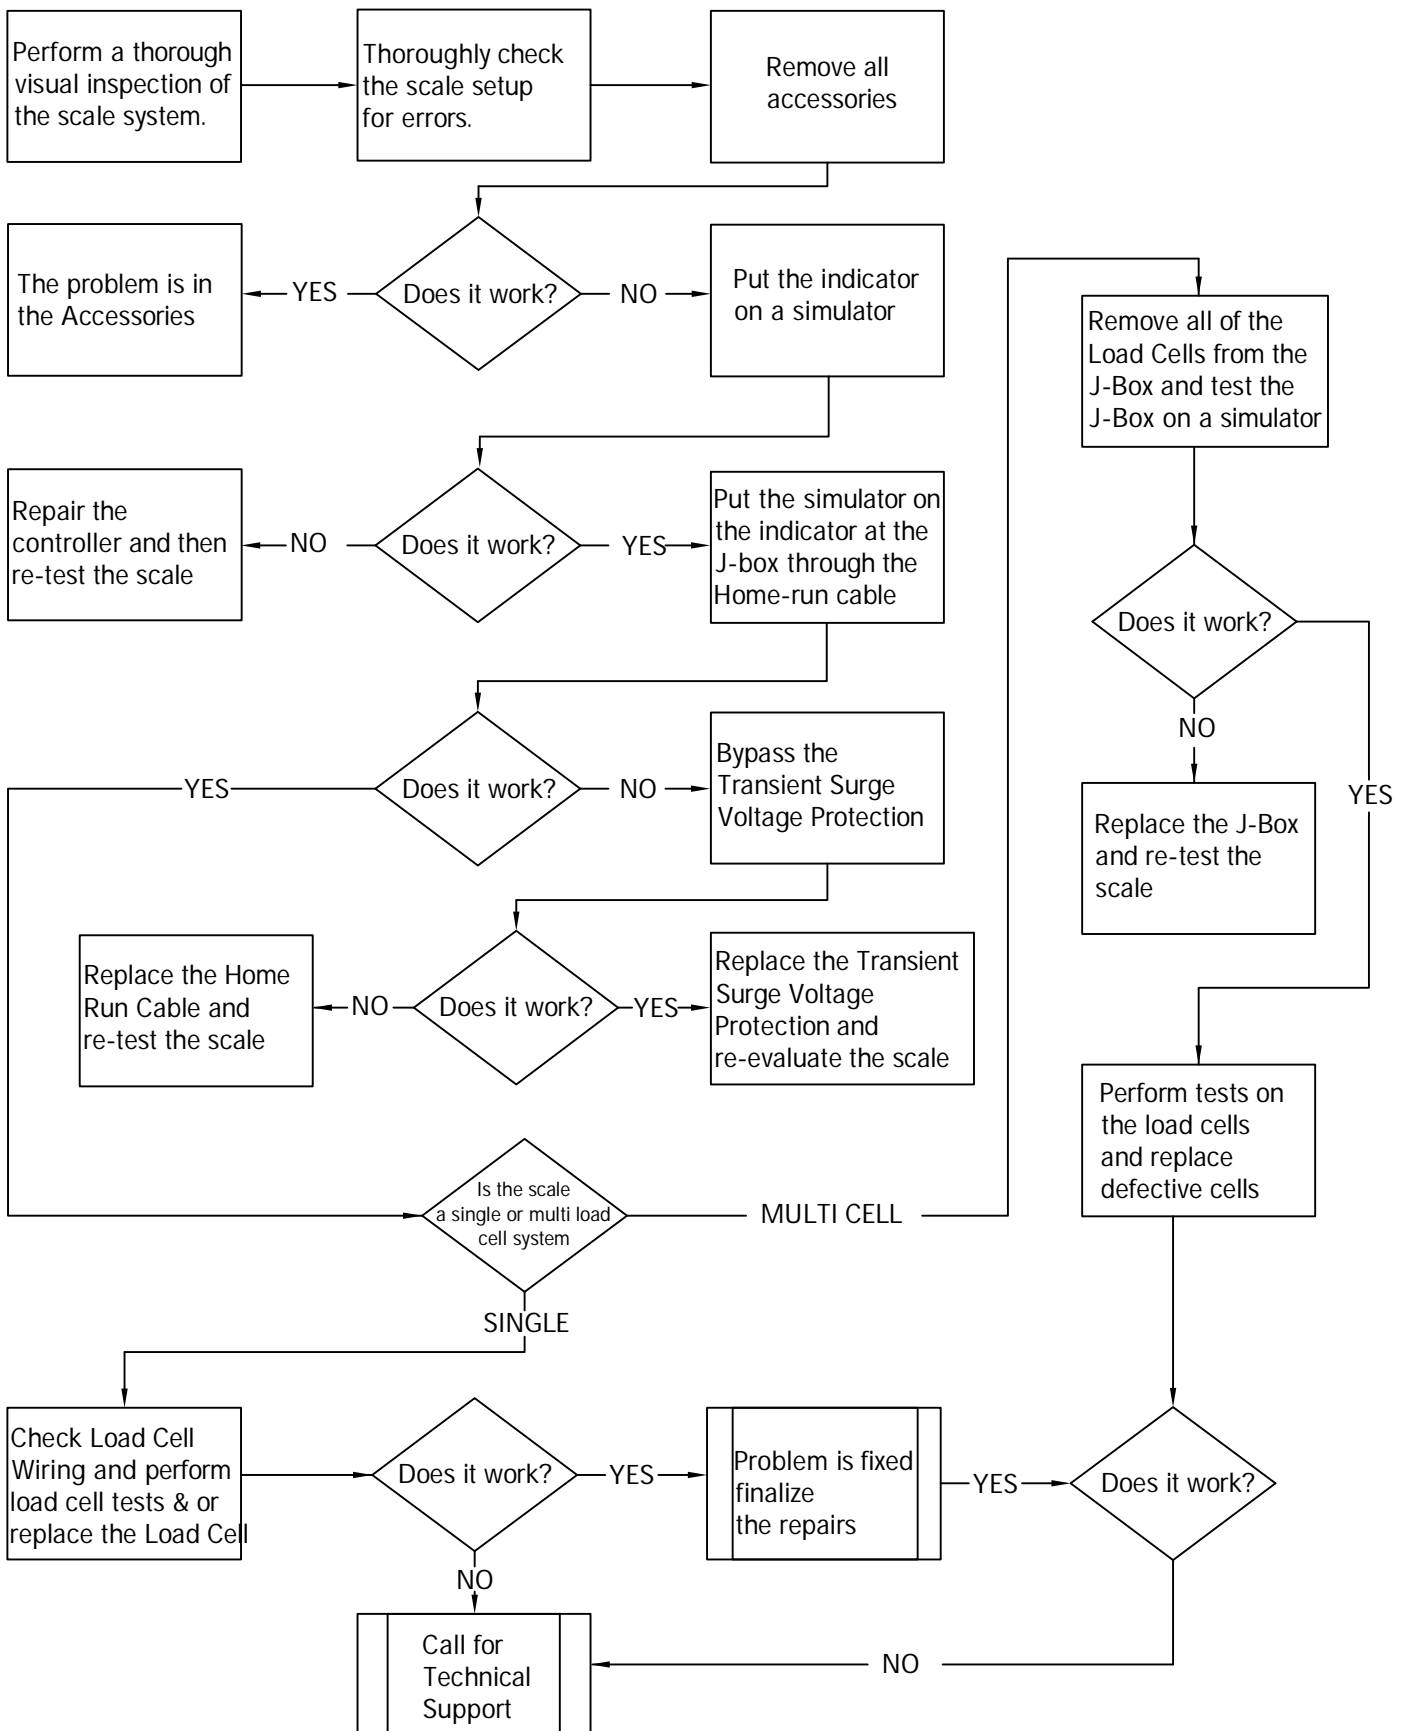 Perform a thorough
visual inspection of
the scale system.
Thoroughly check
the scale setup
for errors.
Remove all
accessories
The problem is in
the Accessories
YES
Does it work?
NO
Put the indicator
on a simulator
Remove all of the
Load Cells from the
J-Box and test the
J-Box on a simulator
Repair the
controller and then
re-test the scale
NO
Does it work?
YES
Put the simulator on
the indicator at the
J-box through the
Home-run cable
Does it work?
NO
YES
Replace the J-Box
and re-test the
scale
YES
Does it work?
NO
Bypass the
Transient Surge
Voltage Protection
Replace the Home
Run Cable and
re-test the scale
NO
Does it work?
YES
Replace the Transient
Surge Voltage
Protection and
re-evaluate the scale
Perform tests on
the load cells
and replace
defective cells
Is the scale
a single or multi load
cell system
MULTI CELL
SINGLE
Check Load Cell
Wiring and perform
load cell tests & or
replace the Load Cell
Does it work?
YES
Problem is fixed
finalize
the repairs
YES
Does it work?
NO
Call for
Technical
Support
NO